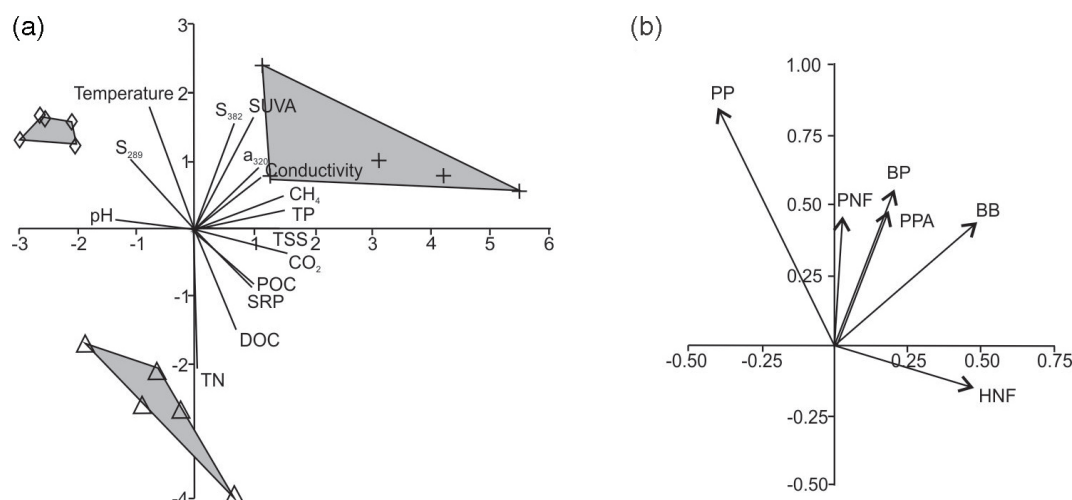 (a)
3
Temperature
2
S382
SUVA
S289
1
a320
Conductivity
CH4
pH
TP
-3 -2 -1 1 2 3 4 5 6
TSS
CO2
POC
-1
SRP
DOC
-2
TN
-4
(b)
1.00
PP
0.75
BP
PNF
0.50
PPA
BB
0.25
-0.50 -0.25 0.25 0.50 0.75
HNF
-0.25
-0.50